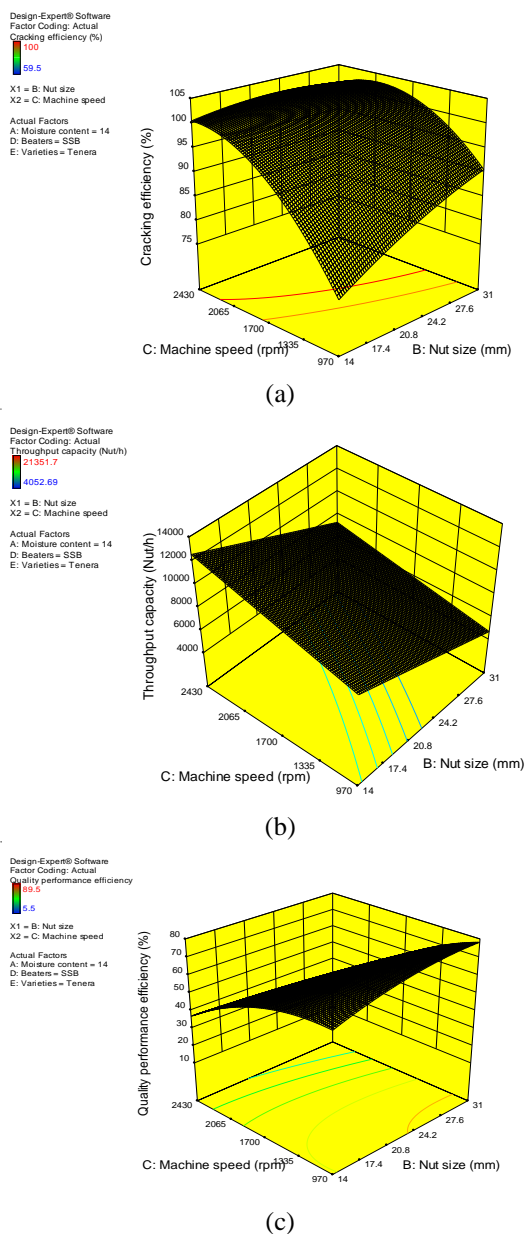 Design-Expert® Software
Factor Coding: Actual
Cracking efficiency (%)
100
59.5
X1 = B: Nut size
X2 = C: Machine speed
Actual Factors
A: Moisture content = 14
D: Beaters = SSB
E: Varieties = Tenera
105
100
95
90
85
80
75
Cracking efficiency (%)
2430
2065
1700
1335
970
14
17.4
20.8
24.2
27.6
31
C: Machine speed (rpm)
B: Nut size (mm)
(a)
Design-Expert® Software
Factor Coding: Actual
Throughput capacity (Nut/h)
21351.7
4052.69
X1 = B: Nut size
X2 = C: Machine speed
Actual Factors
A: Moisture content = 14
D: Beaters = SSB
E: Varieties = Tenera
14000
12000
10000
8000
6000
4000
Throughput capacity (Nut/h)
2430
2065
1700
1335
970
14
17.4
20.8
24.2
27.6
31
C: Machine speed (rpm)
B: Nut size (mm)
(b)
Design-Expert® Software
Factor Coding: Actual
Quality performance efficiency
89.5
5.5
X1 = B: Nut size
X2 = C: Machine speed
Actual Factors
A: Moisture content = 14
D: Beaters = SSB
E: Varieties = Tenera
80
70
60
50
40
30
20
10
Quality performance efficiency (%)
2430
2065
1700
1335
970
14
17.4
20.8
24.2
27.6
31
C: Machine speed (rpm)
B: Nut size (mm)
(c)